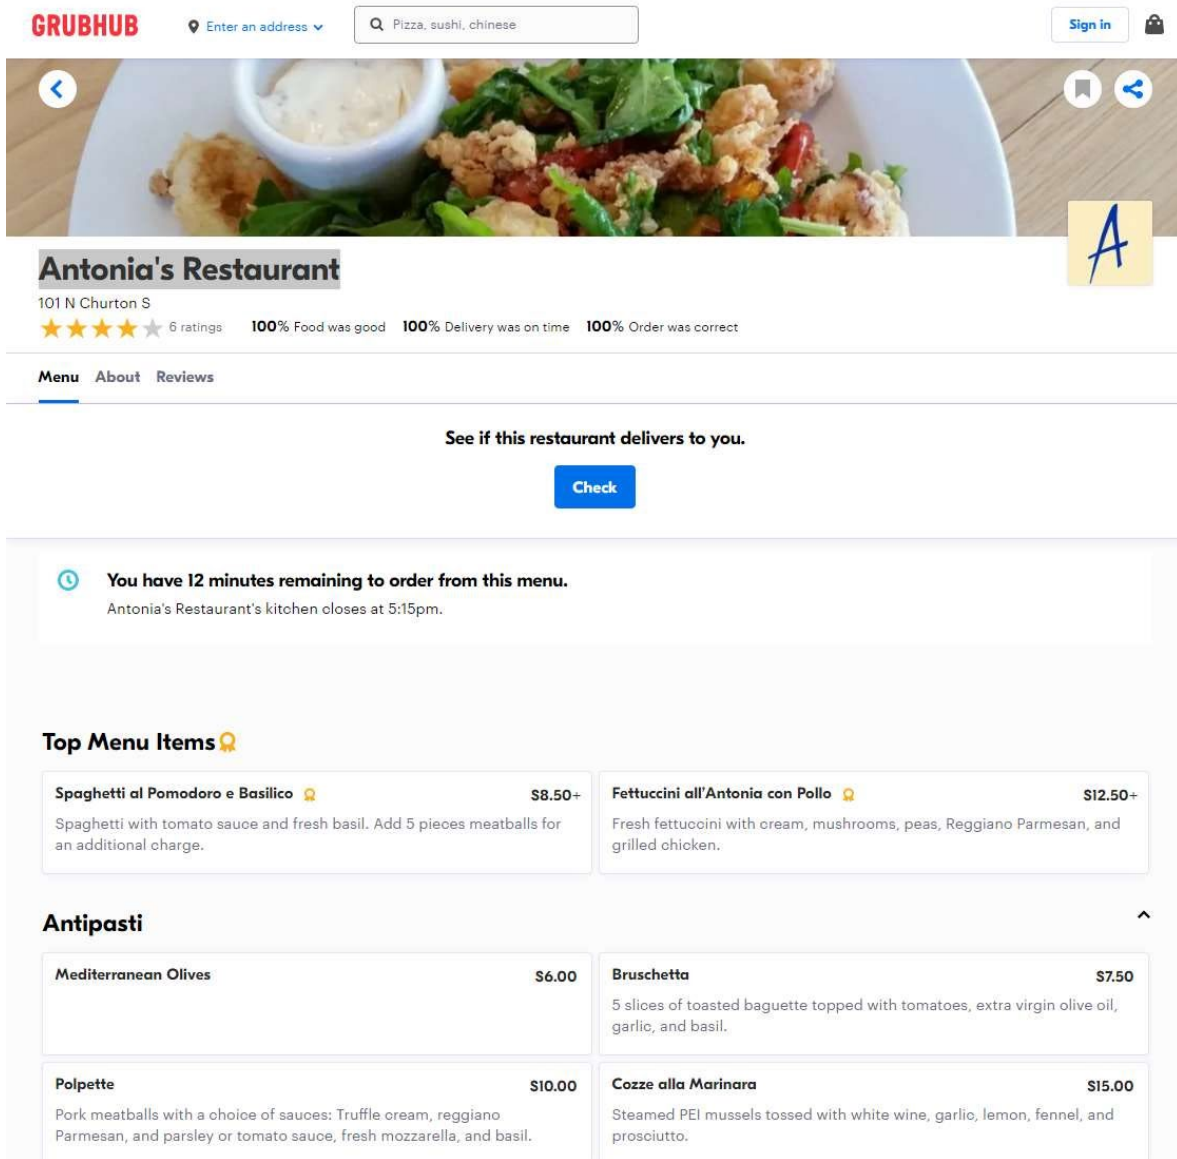 GRUBHUB
Enter an address
Pizza, sushi, chinese
Sign in
A
Antonia's Restaurant
101 N Churton S
6 ratings 100% Food was good 100% Delivery was on time 100% Order was correct
Menu About Reviews
See if this restaurant delivers to you.
Check
You have 12 minutes remaining to order from this menu.
Antonia's Restaurant's kitchen closes at 5:15pm.
Top Menu Items
Spaghetti al Pomodoro e Basilico $8.50+
Spaghetti with tomato sauce and fresh basil. Add 5 pieces meatballs for
an additional charge.
Fettuccini all'Antonia con Pollo $12.50+
Fresh fettuccini with cream, mushrooms, peas, Reggiano Parmesan, and
grilled chicken.
Antipasti
Mediterranean Olives $6.00
Bruschetta $7.50
5 slices of toasted baguette topped with tomatoes, extra virgin olive oil,
garlic, and basil.
Polpette $10.00
Pork meatballs with a choice of sauces: Truffle cream, reggiano
Parmesan, and parsley or tomato sauce, fresh mozzarella, and basil.
Cozze alla Marinara $15.00
Steamed PEI mussels tossed with white wine, garlic, lemon, fennel, and
prosciutto.